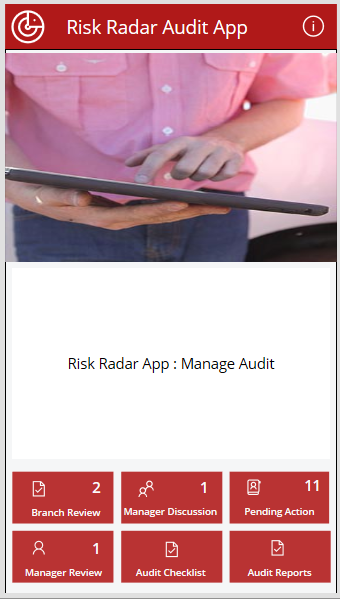 Risk Radar Audit App
Risk Radar App : Manage Audit
2
Branch Review
1
Manager Discussion
11
Pending Action
1
Manager Review
Audit Checklist
Audit Reports